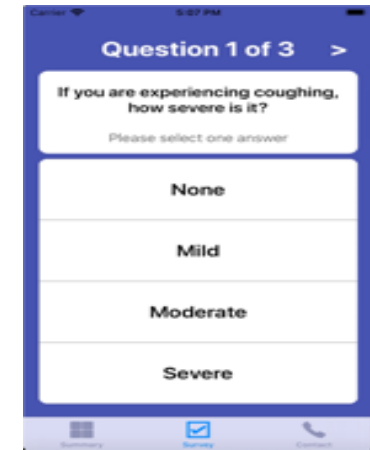 Carrier 5:07 PM
Question 1 of 3 >
If you are experiencing coughing,
how severe is it?
Please select one answer
None
Mild
Moderate
Severe
Summary Survey Contact